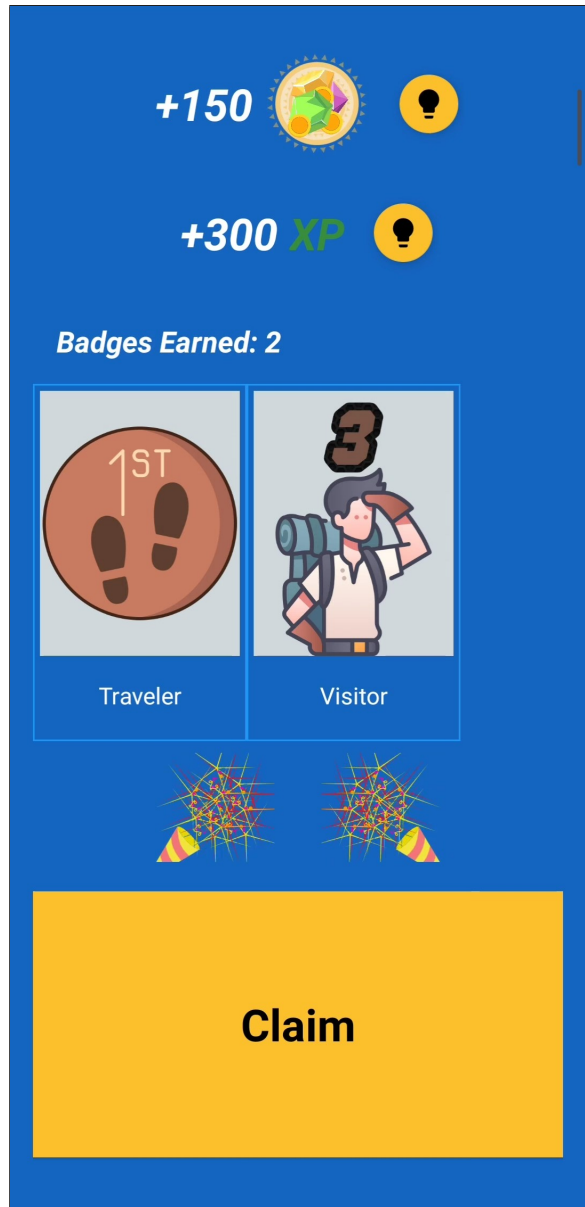 +150
+300 XP
Badges Earned: 2
1ST
3
Traveler
Visitor
Claim